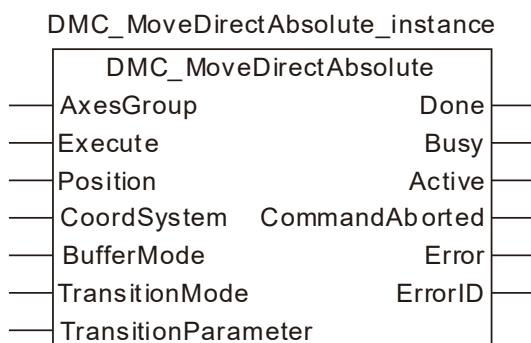 DMC_MoveDirectAbsolute_instance
DMC_MoveDirectAbsolute
AxesGroup Done
Execute Busy
Position Active
CoordSystem CommandAborted
BufferMode Error
TransitionMode ErrorID
TransitionParameter